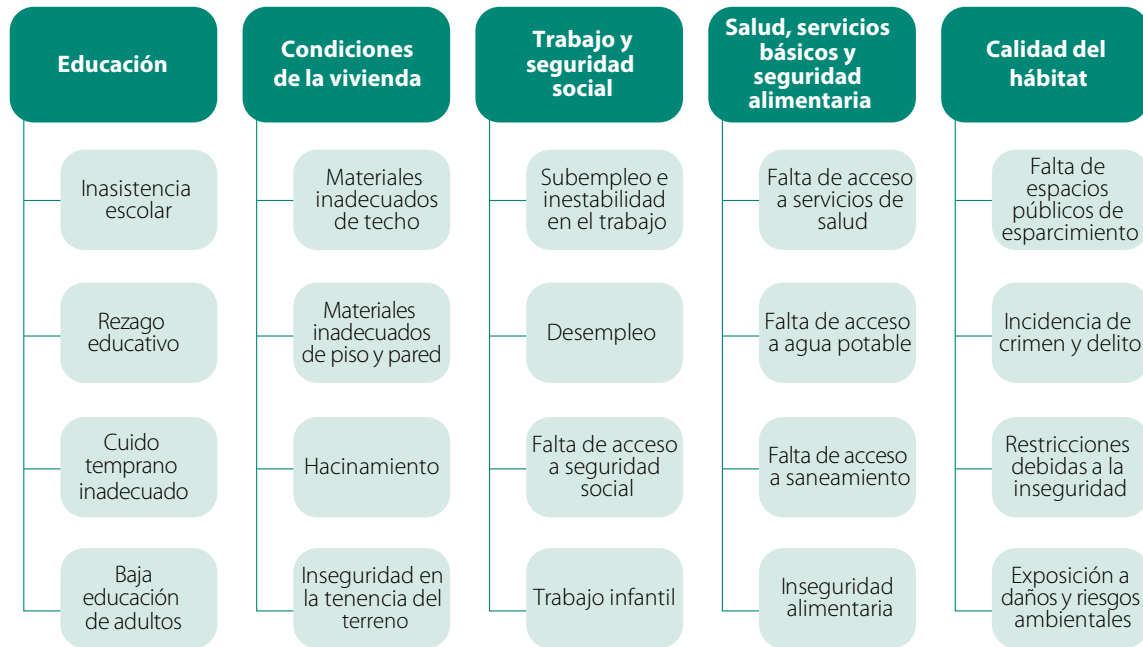 Educación
Inasistencia
escolar
Rezago
educativo
Cuido
temprano
inadecuado
Baja
educación
de adultos
Condiciones
de la vivienda
Materiales
inadecuados
de techo
Materiales
inadecuados
de piso y pared
Hacinamiento
Inseguridad en
la tenencia del
terreno
Trabajo y
seguridad
social
Subempleo e
inestabilidad
en el trabajo
Desempleo
Falta de acceso
a seguridad
social
Trabajo infantil
Salud, servicios
básicos y
seguridad
alimentaria
Falta de acceso
a servicios de
salud
Falta de acceso
a agua potable
Falta de acceso
a saneamiento
Inseguridad
alimentaria
Calidad del
hábitat
Falta de
espacios
públicos de
esparcimiento
Incidencia de
crimen y delito
Restricciones
debidas a la
inseguridad
Exposición a
daños y riesgos
ambientales